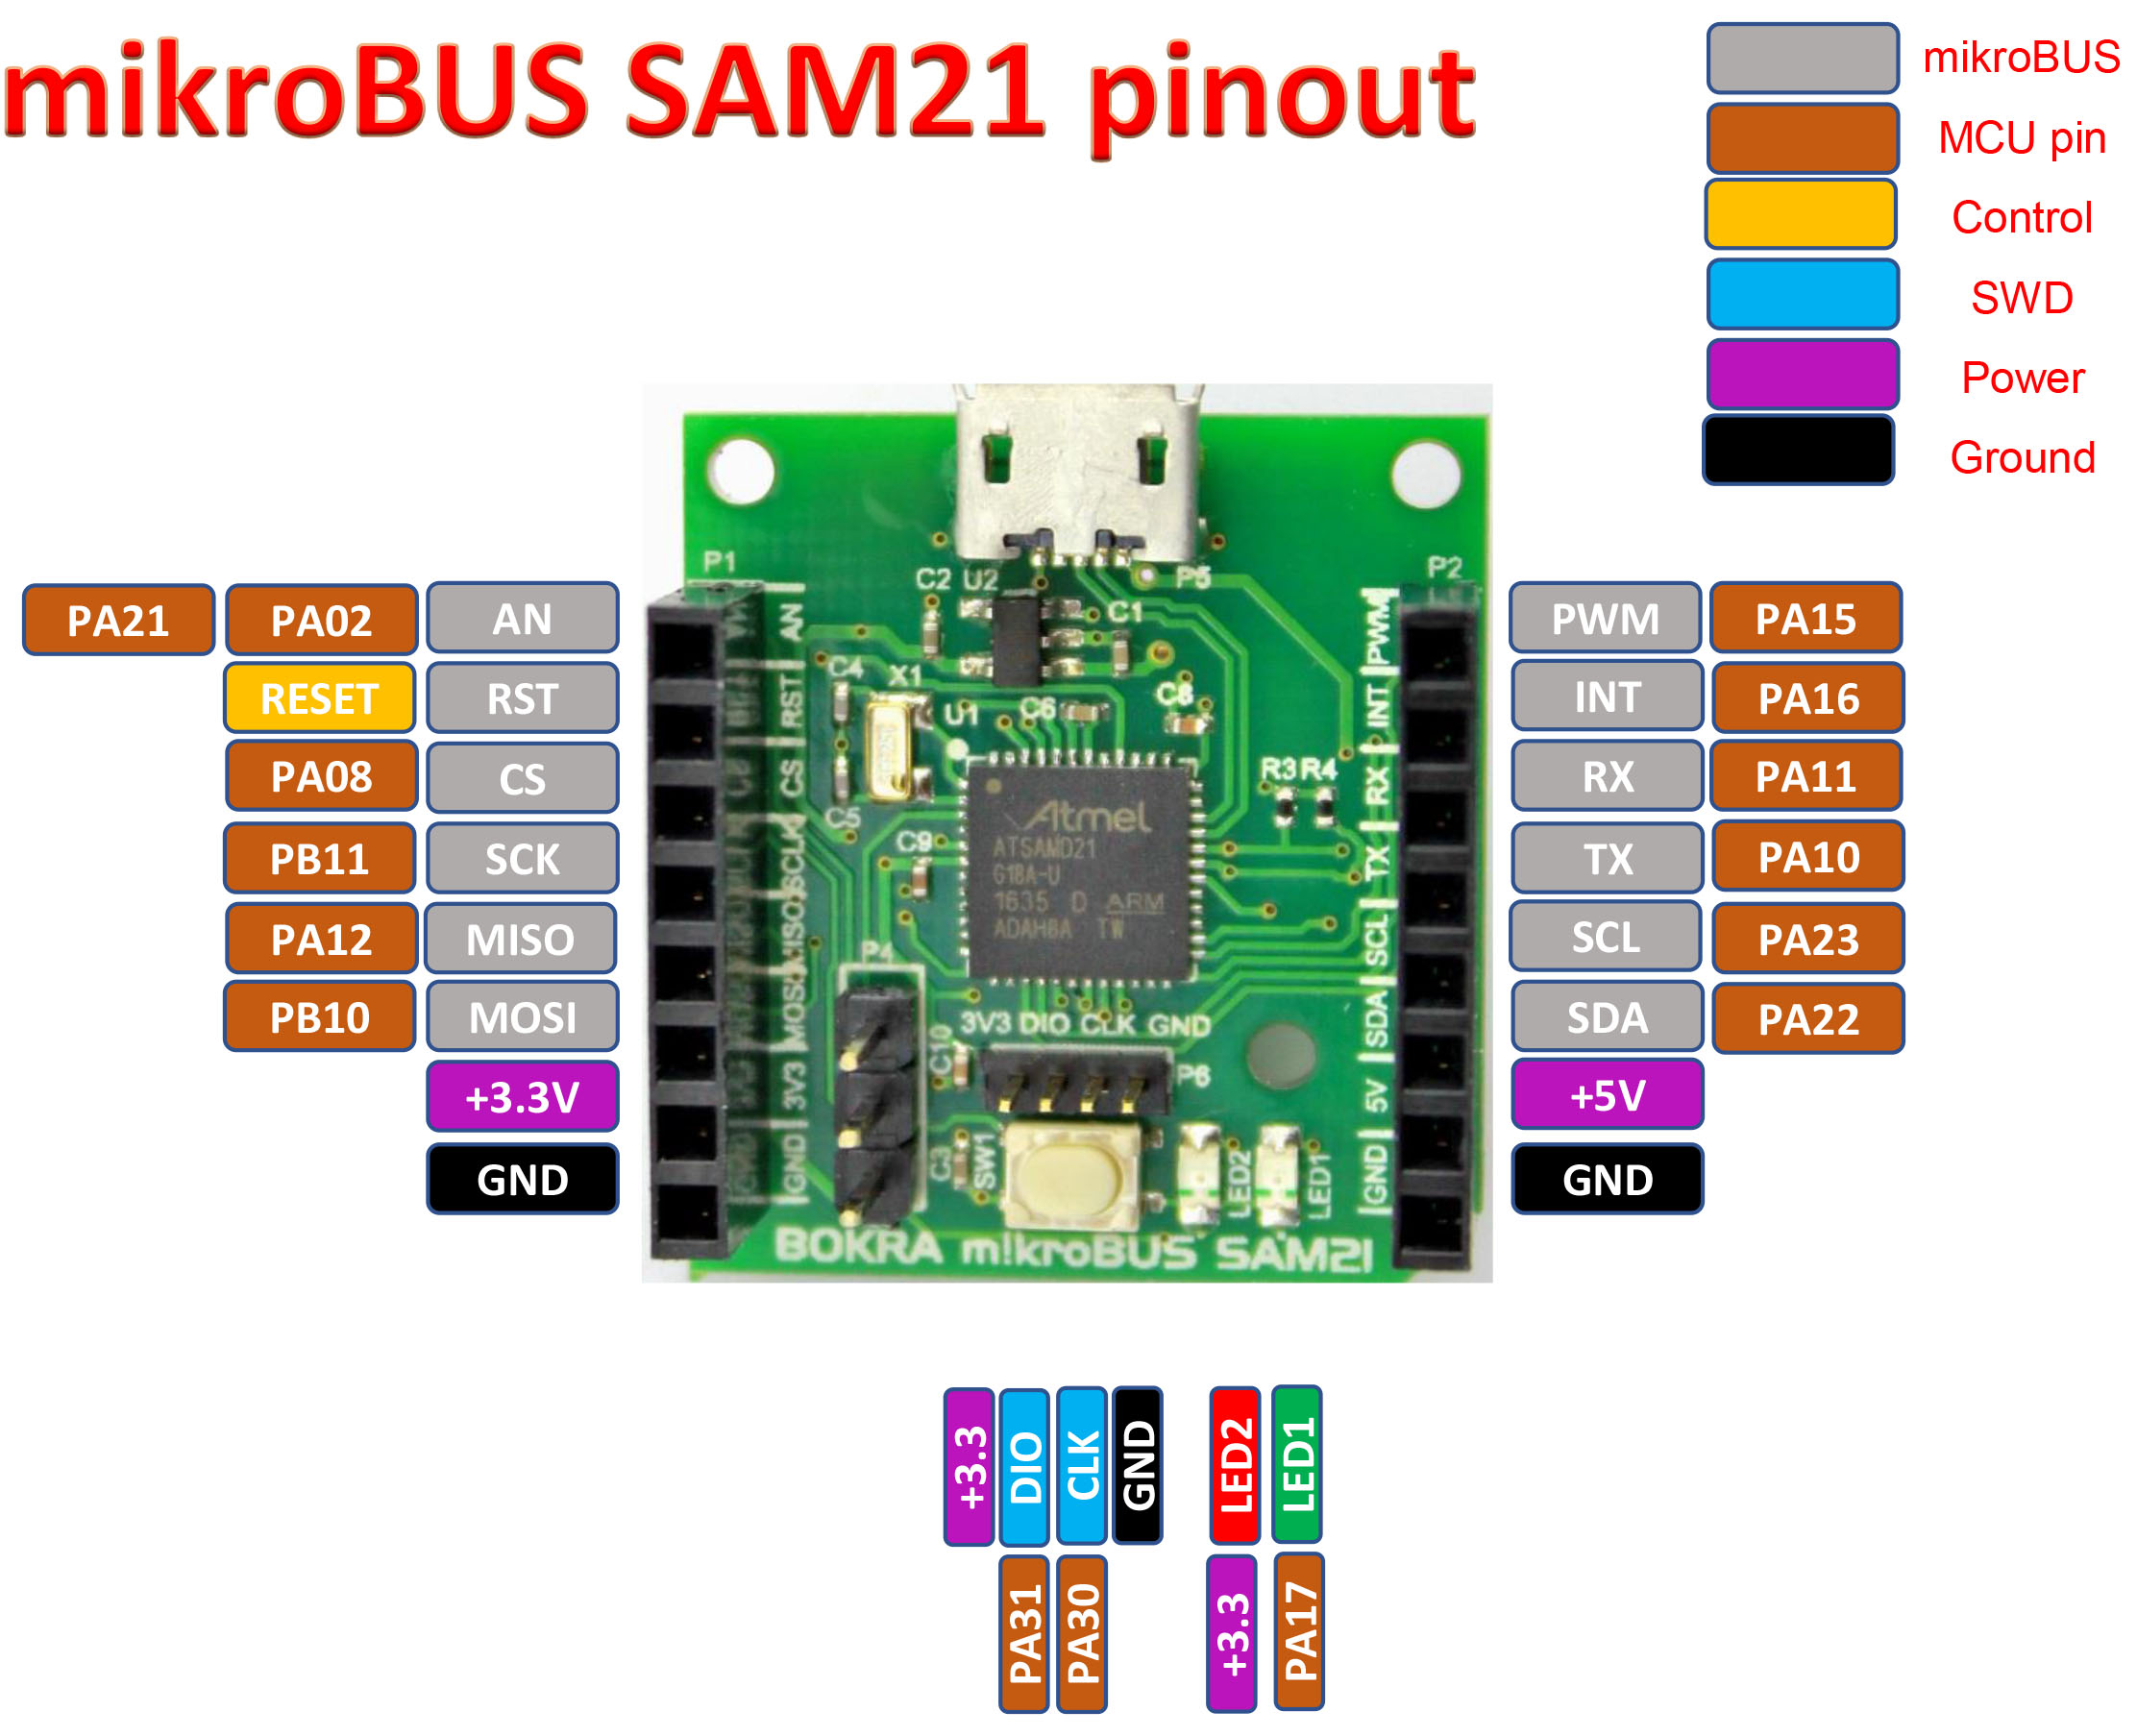 mikroBUS SAM21 pinout
mikroBUS
MCU pin
Control
SWD
Power
Ground
PA21 PA02 AN
RESET RST
PA08 CS
PB11 SCK
PA12 MISO
PB10 MOSI
+3.3V
GND
P1
AN
RST
CS
SCLK
MISO
MOSI
3V3
GND
C2 U2
C1
P5
C4 X1
U1
C6
C8
C5
C9
R3 R4
Atmel
ATSAMD21
G18A-U
1635 D ARM
ADAH8A TW
P4
3V3 DIO CLK GND
C10
P6
C3
SW1
LED2
LED1
BOKRA mikroBUS SAM21
P2
PWM
INT
RX
TX
SCL
SDA
5V
GND
PWM PA15
INT PA16
RX PA11
TX PA10
SCL PA23
SDA PA22
+5V
GND
+3.3
DIO
CLK
GND
LED2
LED1
PA31
PA30
+3.3
PA17